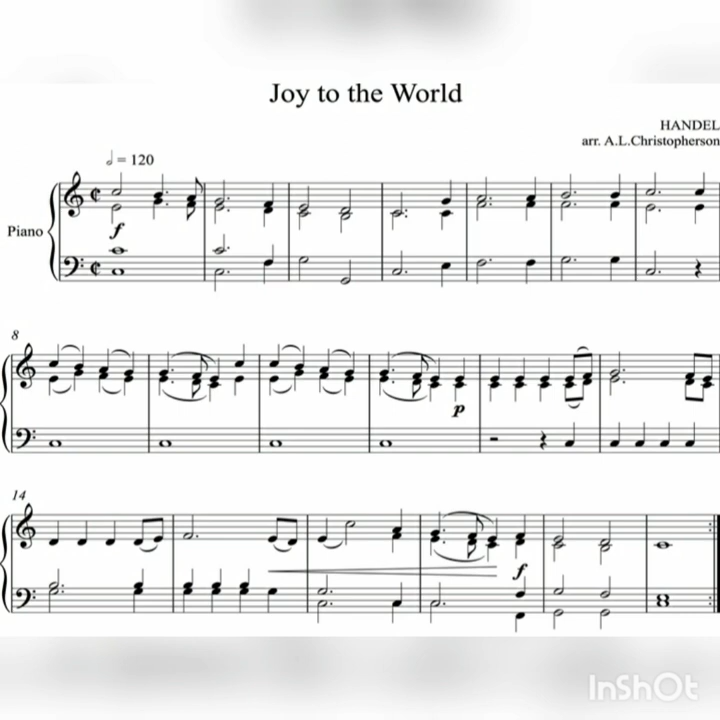 Joy to the World
HANDEL
arr. A.L.Christopherson
𝅗𝅥 = 120
Piano
f
8
p
14
f
InShOt